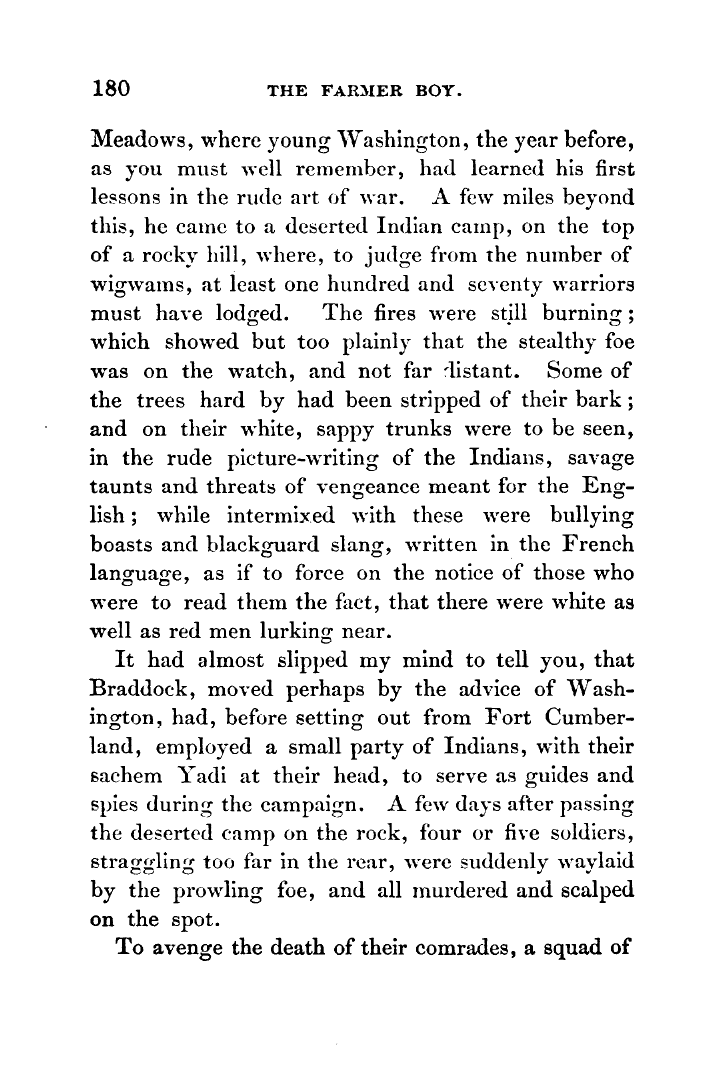 180 THE FARMER BOY.
Meadows, where young Washington, the year before,
as you must well remember, had learned his first
lessons in the rude art of war. A few miles beyond
this, he came to a deserted Indian camp, on the top
of a rocky hill, where, to judge from the number of
wigwams, at least one hundred and seventy warriors
must have lodged. The fires were still burning;
which showed but too plainly that the stealthy foe
was on the watch, and not far distant. Some of
the trees hard by had been stripped of their bark;
and on their white, sappy trunks were to be seen,
in the rude picture-writing of the Indians, savage
taunts and threats of vengeance meant for the Eng-
lish; while intermixed with these were bullying
boasts and blackguard slang, written in the French
language, as if to force on the notice of those who
were to read them the fact, that there were white as
well as red men lurking near.
It had almost slipped my mind to tell you, that
Braddock, moved perhaps by the advice of Wash-
ington, had, before setting out from Fort Cumber-
land, employed a small party of Indians, with their
sachem Yadi at their head, to serve as guides and
spies during the campaign. A few days after passing
the deserted camp on the rock, four or five soldiers,
straggling too far in the rear, were suddenly waylaid
by the prowling foe, and all murdered and scalped
on the spot.
To avenge the death of their comrades, a squad of